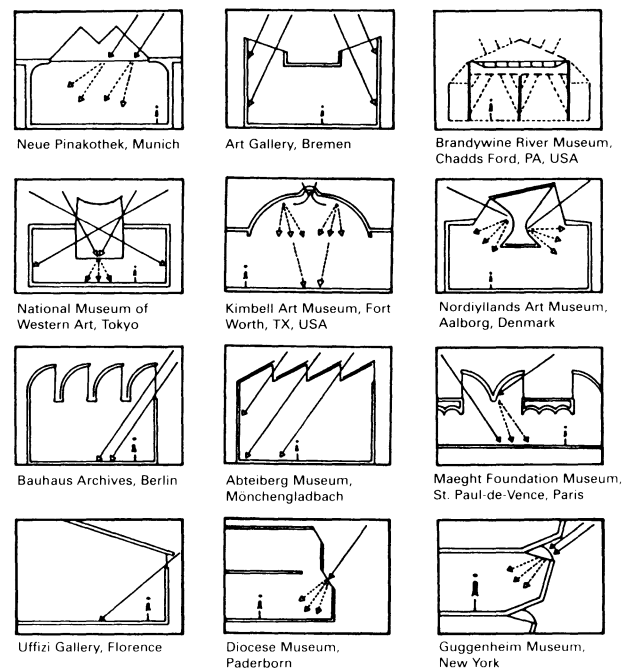 Neue Pinakothek, Munich
Art Gallery, Bremen
Brandywine River Museum,
Chadds Ford, PA, USA
National Museum of
Western Art, Tokyo
Kimbell Art Museum, Fort
Worth, TX, USA
Nordiyllands Art Museum,
Aalborg, Denmark
Bauhaus Archives, Berlin
Abteiberg Museum,
Mönchengladbach
Maeght Foundation Museum,
St. Paul-de-Vence, Paris
Uffizi Gallery, Florence
Diocese Museum,
Paderborn
Guggenheim Museum,
New York